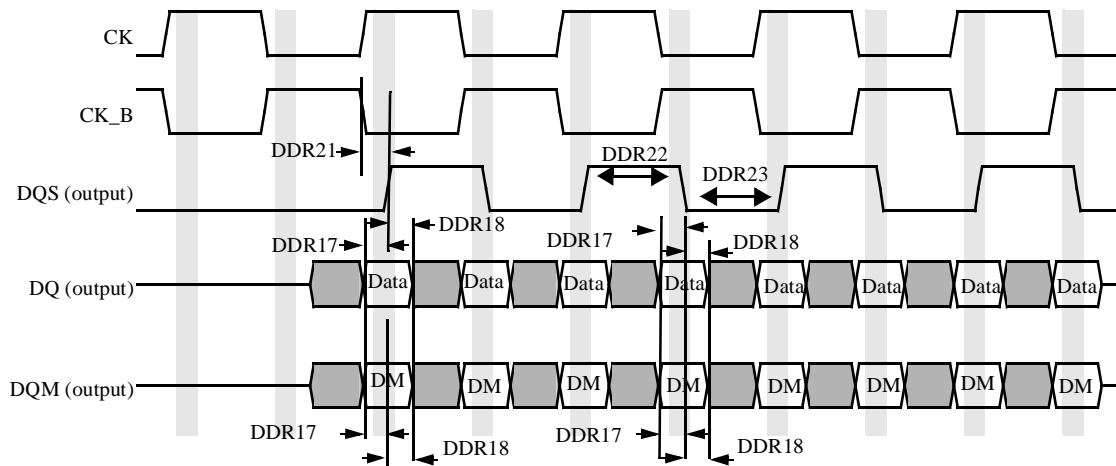 CK
CK_B
DDR21
DDR22
DDR23
DQS (output)
DDR17
DDR18
DDR17
DDR18
DQ (output)
Data
Data
Data
Data
Data
Data
Data
Data
DQM (output)
DM
DM
DM
DM
DM
DM
DM
DM
DDR17
DDR18
DDR17
DDR18